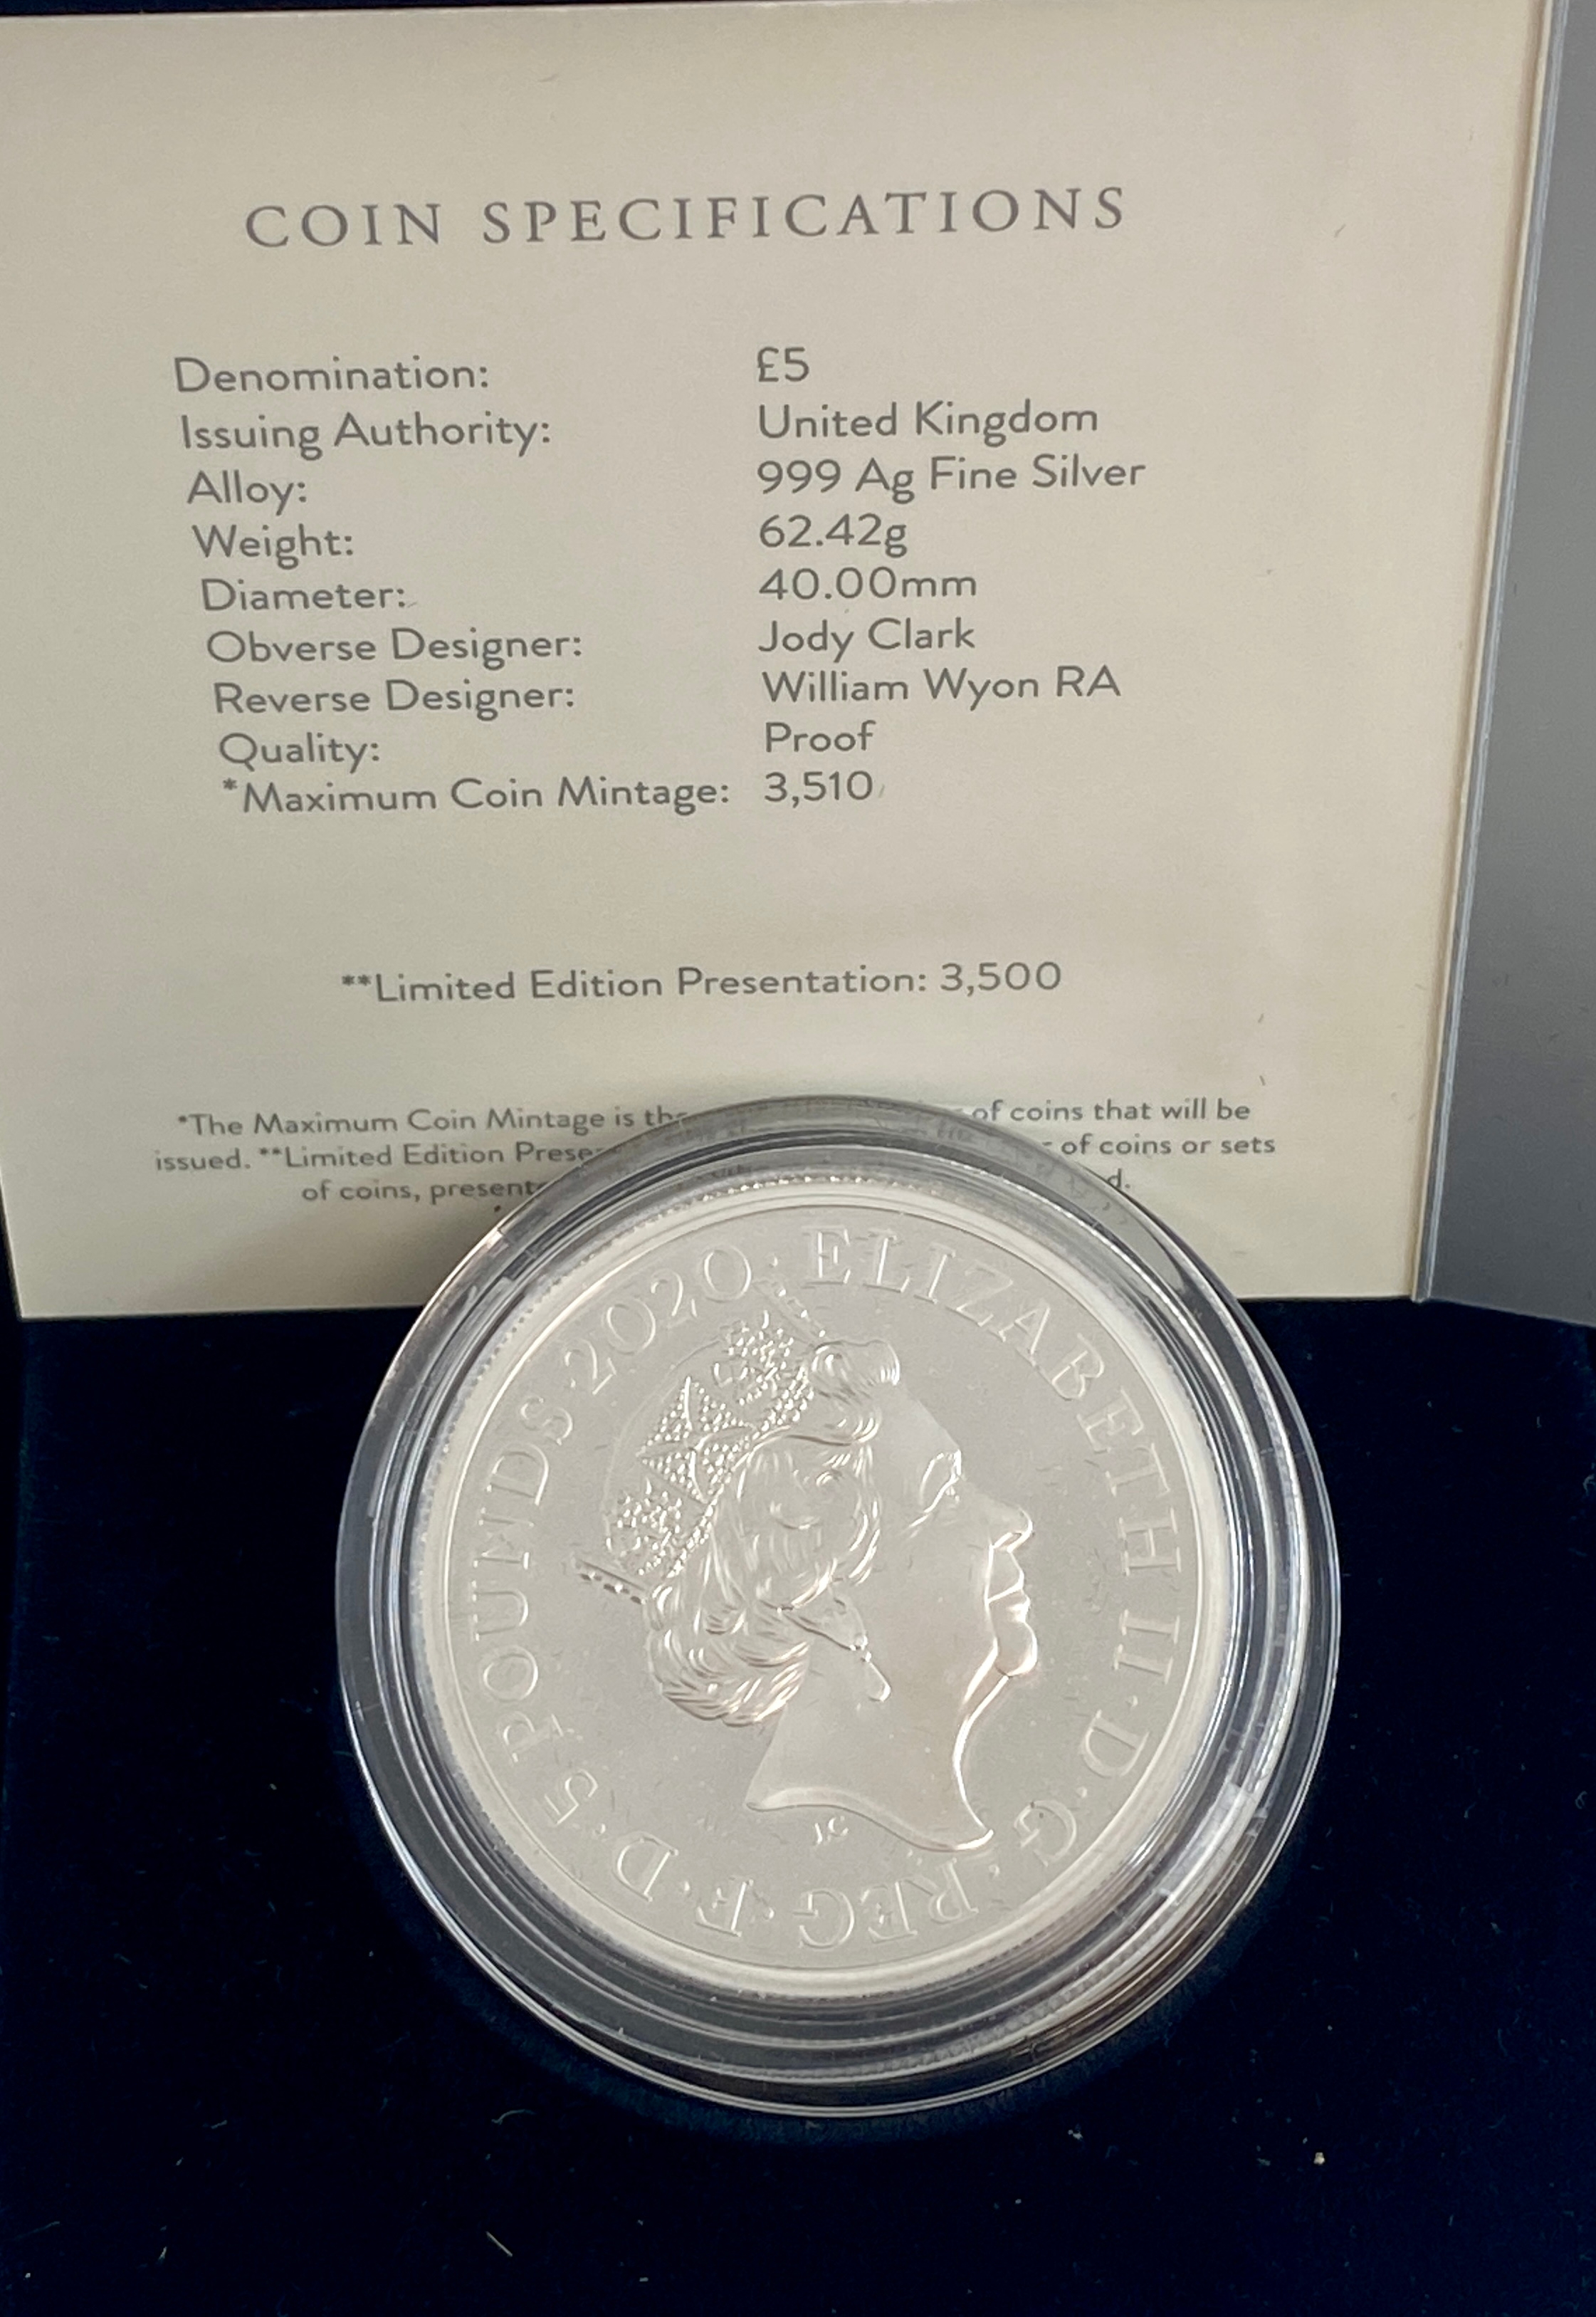 COIN SPECIFICATIONS
Denomination: £5
Issuing Authority: United Kingdom
Alloy: 999 Ag Fine Silver
Weight: 62.42g
Diameter: 40.00mm
Obverse Designer: Jody Clark
Reverse Designer: William Wyon RA
Quality: Proof
*Maximum Coin Mintage: 3,510
**Limited Edition Presentation: 3,500
*The Maximum Coin Mintage is of coins that will be
issued. **Limited Edition of coins or sets
of coins,
ELIZABETH II · D · G · REG · F · D · 5 POUNDS · 2020 ·
JC